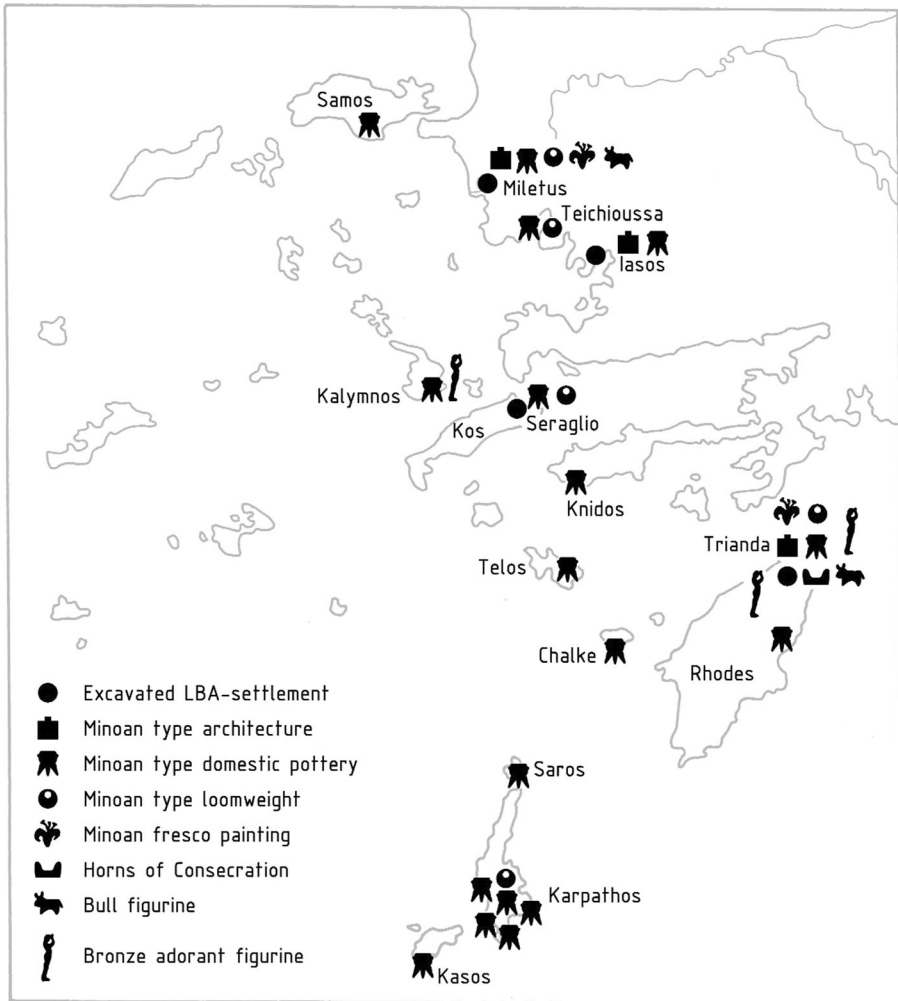 Samos
Miletus
Teichioussa
Iasos
Kalymnos
Kos
Seraglio
Knidos
Trianda
Telos
Chalke
Rhodes
Excavated LBA-settlement
Minoan type architecture
Minoan type domestic pottery
Saros
Minoan type loomweight
Minoan fresco painting
Horns of Consecration
Karpathos
Bull figurine
Bronze adorant figurine
Kasos